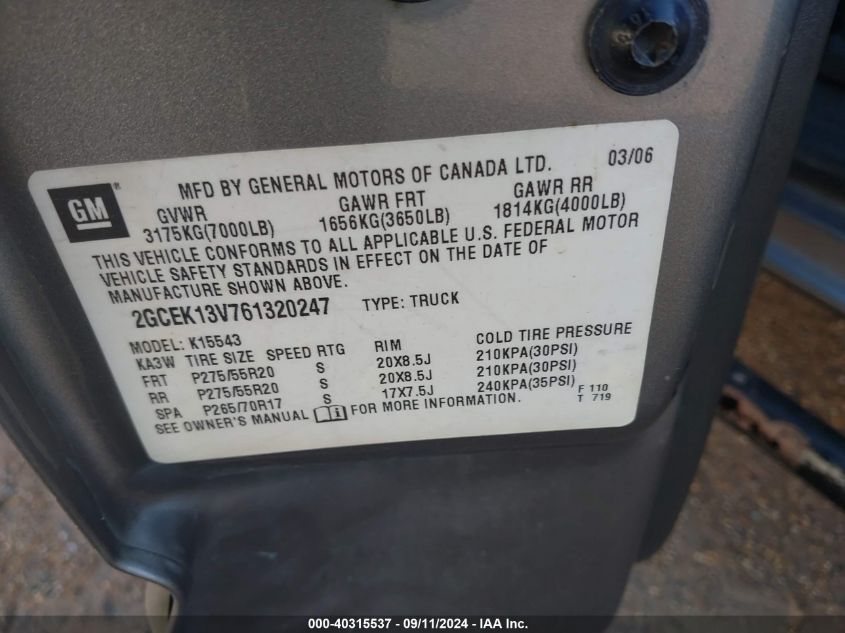 GM ®
MFD BY GENERAL MOTORS OF CANADA LTD. 03/06
GVWR GAWR FRT GAWR RR
3175KG(7000LB) 1656KG(3650LB) 1814KG(4000LB)
THIS VEHICLE CONFORMS TO ALL APPLICABLE U.S. FEDERAL MOTOR
VEHICLE SAFETY STANDARDS IN EFFECT ON THE DATE OF
MANUFACTURE SHOWN ABOVE.
2GCEK13V761320247 TYPE: TRUCK
MODEL: K15543
KA3W TIRE SIZE SPEED RTG RIM COLD TIRE PRESSURE
FRT P275/55R20 S 20X8.5J 210KPA(30PSI)
RR P275/55R20 S 20X8.5J 210KPA(30PSI)
SPA P265/70R17 S 17X7.5J 240KPA(35PSI) F 110
SEE OWNER'S MANUAL FOR MORE INFORMATION. T 719
000-40315537 - 09/11/2024 - IAA Inc.